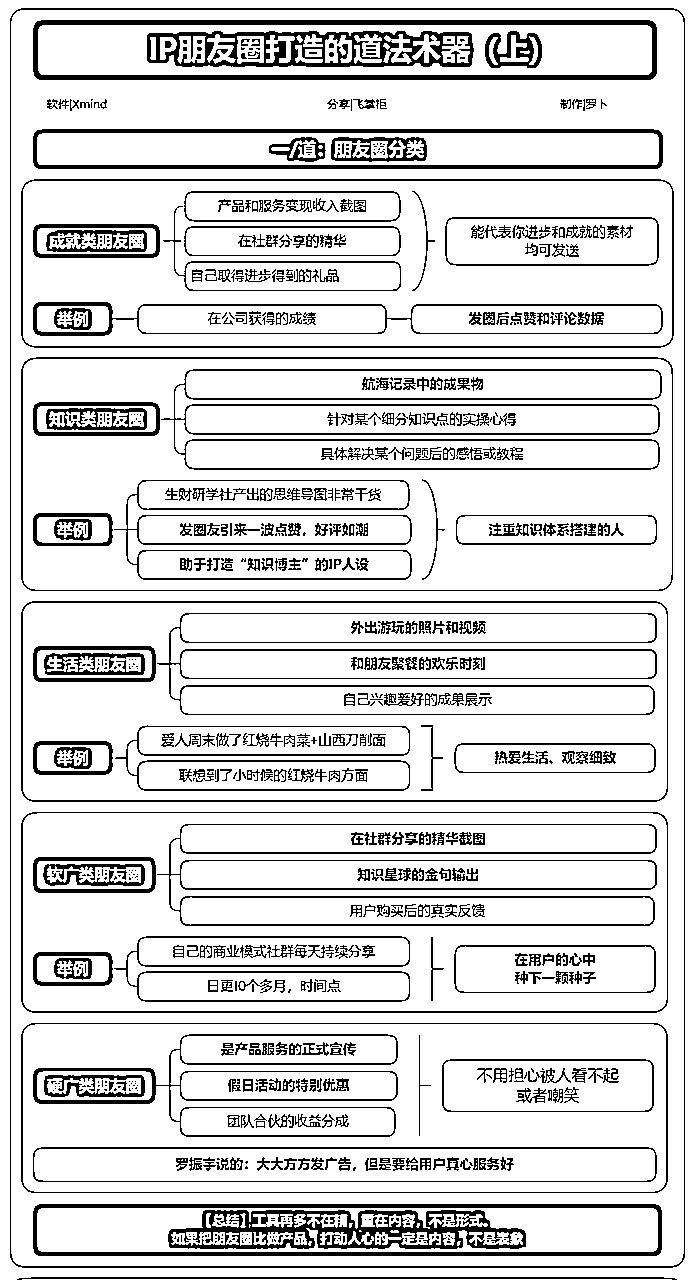 IP朋友圈打造的道法术器（上）
软件|Xmind
分享|飞掌柜
制作|罗卜
一/道：朋友圈分类
成就类朋友圈
产品和服务变现收入截图
在社群分享的精华
自己取得进步得到的礼品
能代表你进步和成就的素材
均可发送
举例
在公司获得的成绩
发圈后点赞和评论数据
知识类朋友圈
航海记录中的成果物
针对某个细分知识点的实操心得
具体解决某个问题后的感悟或教程
举例
生财研学社产出的思维导图非常干货
发圈友引来一波点赞，好评如潮
助于打造“知识博主”的IP人设
注重知识体系搭建的人
生活类朋友圈
外出游玩的照片和视频
和朋友聚餐的欢乐时刻
自己兴趣爱好的成果展示
举例
爱人周末做了红烧牛肉菜+山西刀削面
联想到了小时候的红烧牛肉方面
热爱生活、观察细致
软广类朋友圈
在社群分享的精华截图
知识星球的金句输出
用户购买后的真实反馈
举例
自己的商业模式社群每天持续分享
日更10个多月，时间点
在用户的心中
种下一颗种子
硬广类朋友圈
是产品服务的正式宣传
假日活动的特别优惠
团队合伙的收益分成
不用担心被人看不起
或者嘲笑
罗振宇说的：大大方方发广告，但是要给用户真心服务好
【总结】工具再多不在精，重在内容，不是形式。
如果把朋友圈比做产品，打动人心的一定是内容，不是表象